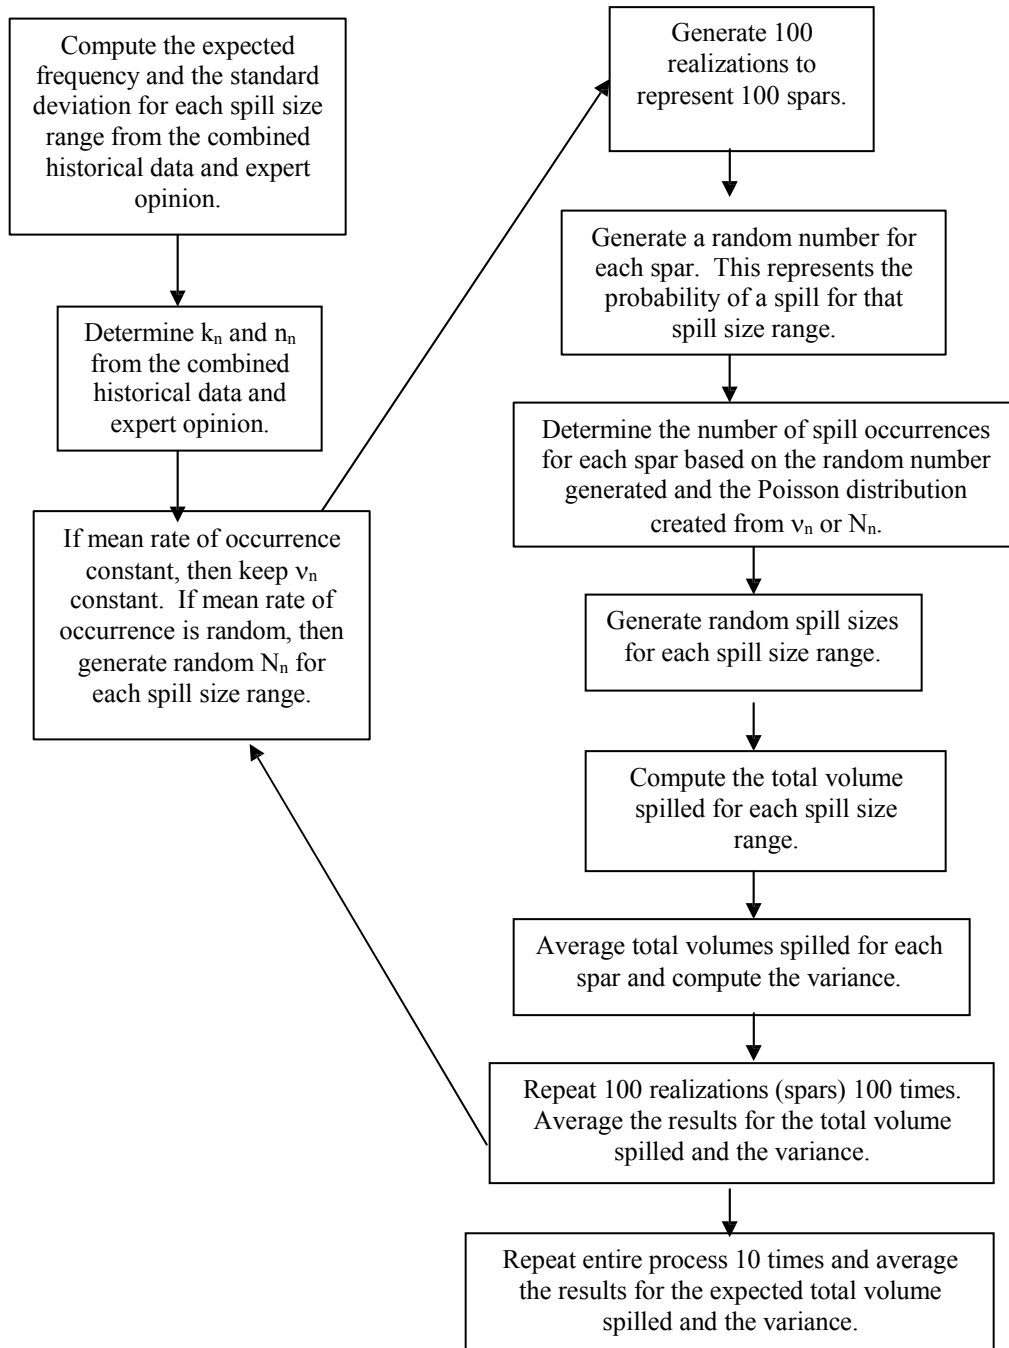 Compute the expected
frequency and the standard
deviation for each spill size
range from the combined
historical data and expert
opinion.
Determine kₙ and nₙ
from the combined
historical data and
expert opinion.
If mean rate of occurrence
constant, then keep νₙ
constant.  If mean rate of
occurrence is random, then
generate random Nₙ for
each spill size range.
Generate 100
realizations to
represent 100 spars.
Generate a random number for
each spar.  This represents the
probability of a spill for that
spill size range.
Determine the number of spill occurrences
for each spar based on the random number
generated and the Poisson distribution
created from νₙ or Nₙ.
Generate random spill sizes
for each spill size range.
Compute the total volume
spilled for each spill size
range.
Average total volumes spilled for each
spar and compute the variance.
Repeat 100 realizations (spars) 100 times.
Average the results for the total volume
spilled and the variance.
Repeat entire process 10 times and average
the results for the expected total volume
spilled and the variance.